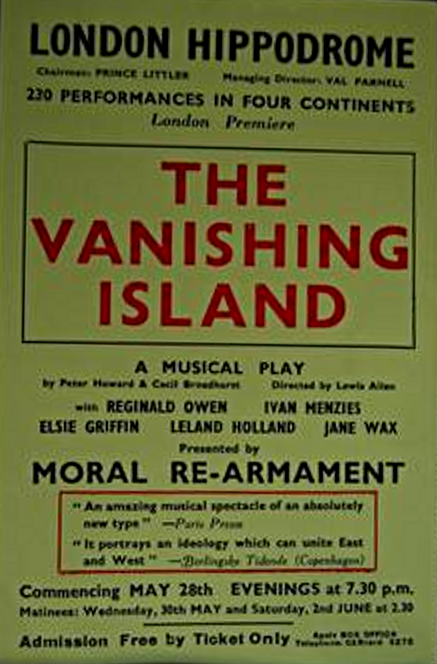 LONDON HIPPODROME
Chairman: PRINCE LITTLER Managing Director: VAL PARNELL
230 PERFORMANCES IN FOUR CONTINENTS
London Premiere
THE
VANISHING
ISLAND
A MUSICAL PLAY
by Peter Howard & Cecil Broadhurst Directed by Lewis Allen
with REGINALD OWEN IVAN MENZIES
ELSIE GRIFFIN LELAND HOLLAND JANE WAX
Presented by
MORAL RE-ARMAMENT
"An amazing musical spectacle of an absolutely
new type" —Paris Presse
"It portrays an ideology which can unite East
and West" —Berlingske Tidende (Copenhagen)
Commencing MAY 28th EVENINGS at 7.30 p.m.
Matinees: Wednesday, 30th MAY and Saturday, 2nd JUNE at 2.30
Admission Free by Ticket Only Apply BOX OFFICE
Telephone: GERrard